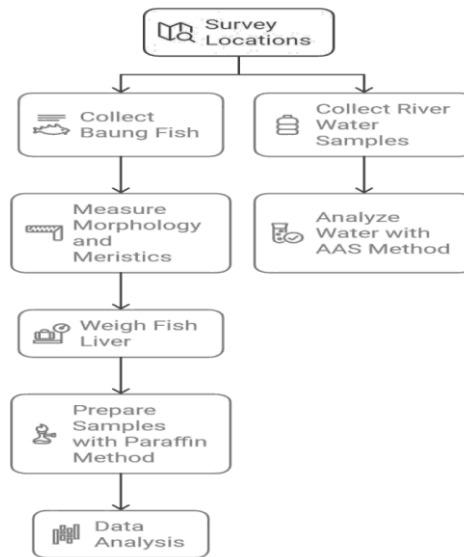 Survey
Locations
Collect
Baung Fish
Collect River
Water
Samples
Measure
Morphology
and
Meristics
Analyze
Water with
AAS Method
Weigh Fish
Liver
Prepare
Samples
with Paraffin
Method
Data
Analysis